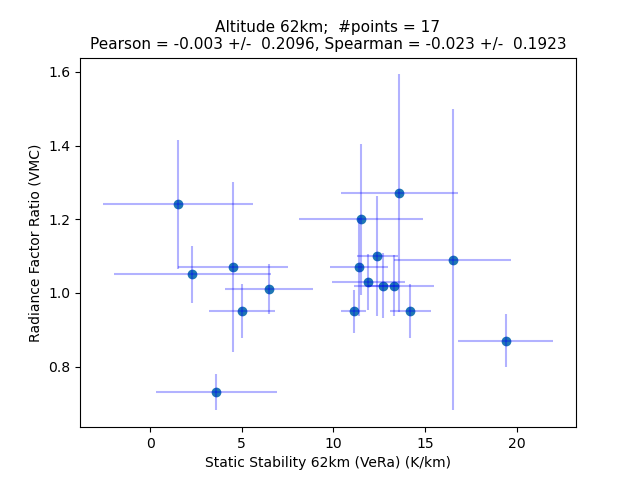 Altitude 62km;  #points = 17
Pearson = -0.003 +/-  0.2096, Spearman = -0.023 +/-  0.1923
1.6
1.4
1.2
1.0
0.8
Radiance Factor Ratio (VMC)
0 5 10 15 20
Static Stability 62km (VeRa) (K/km)